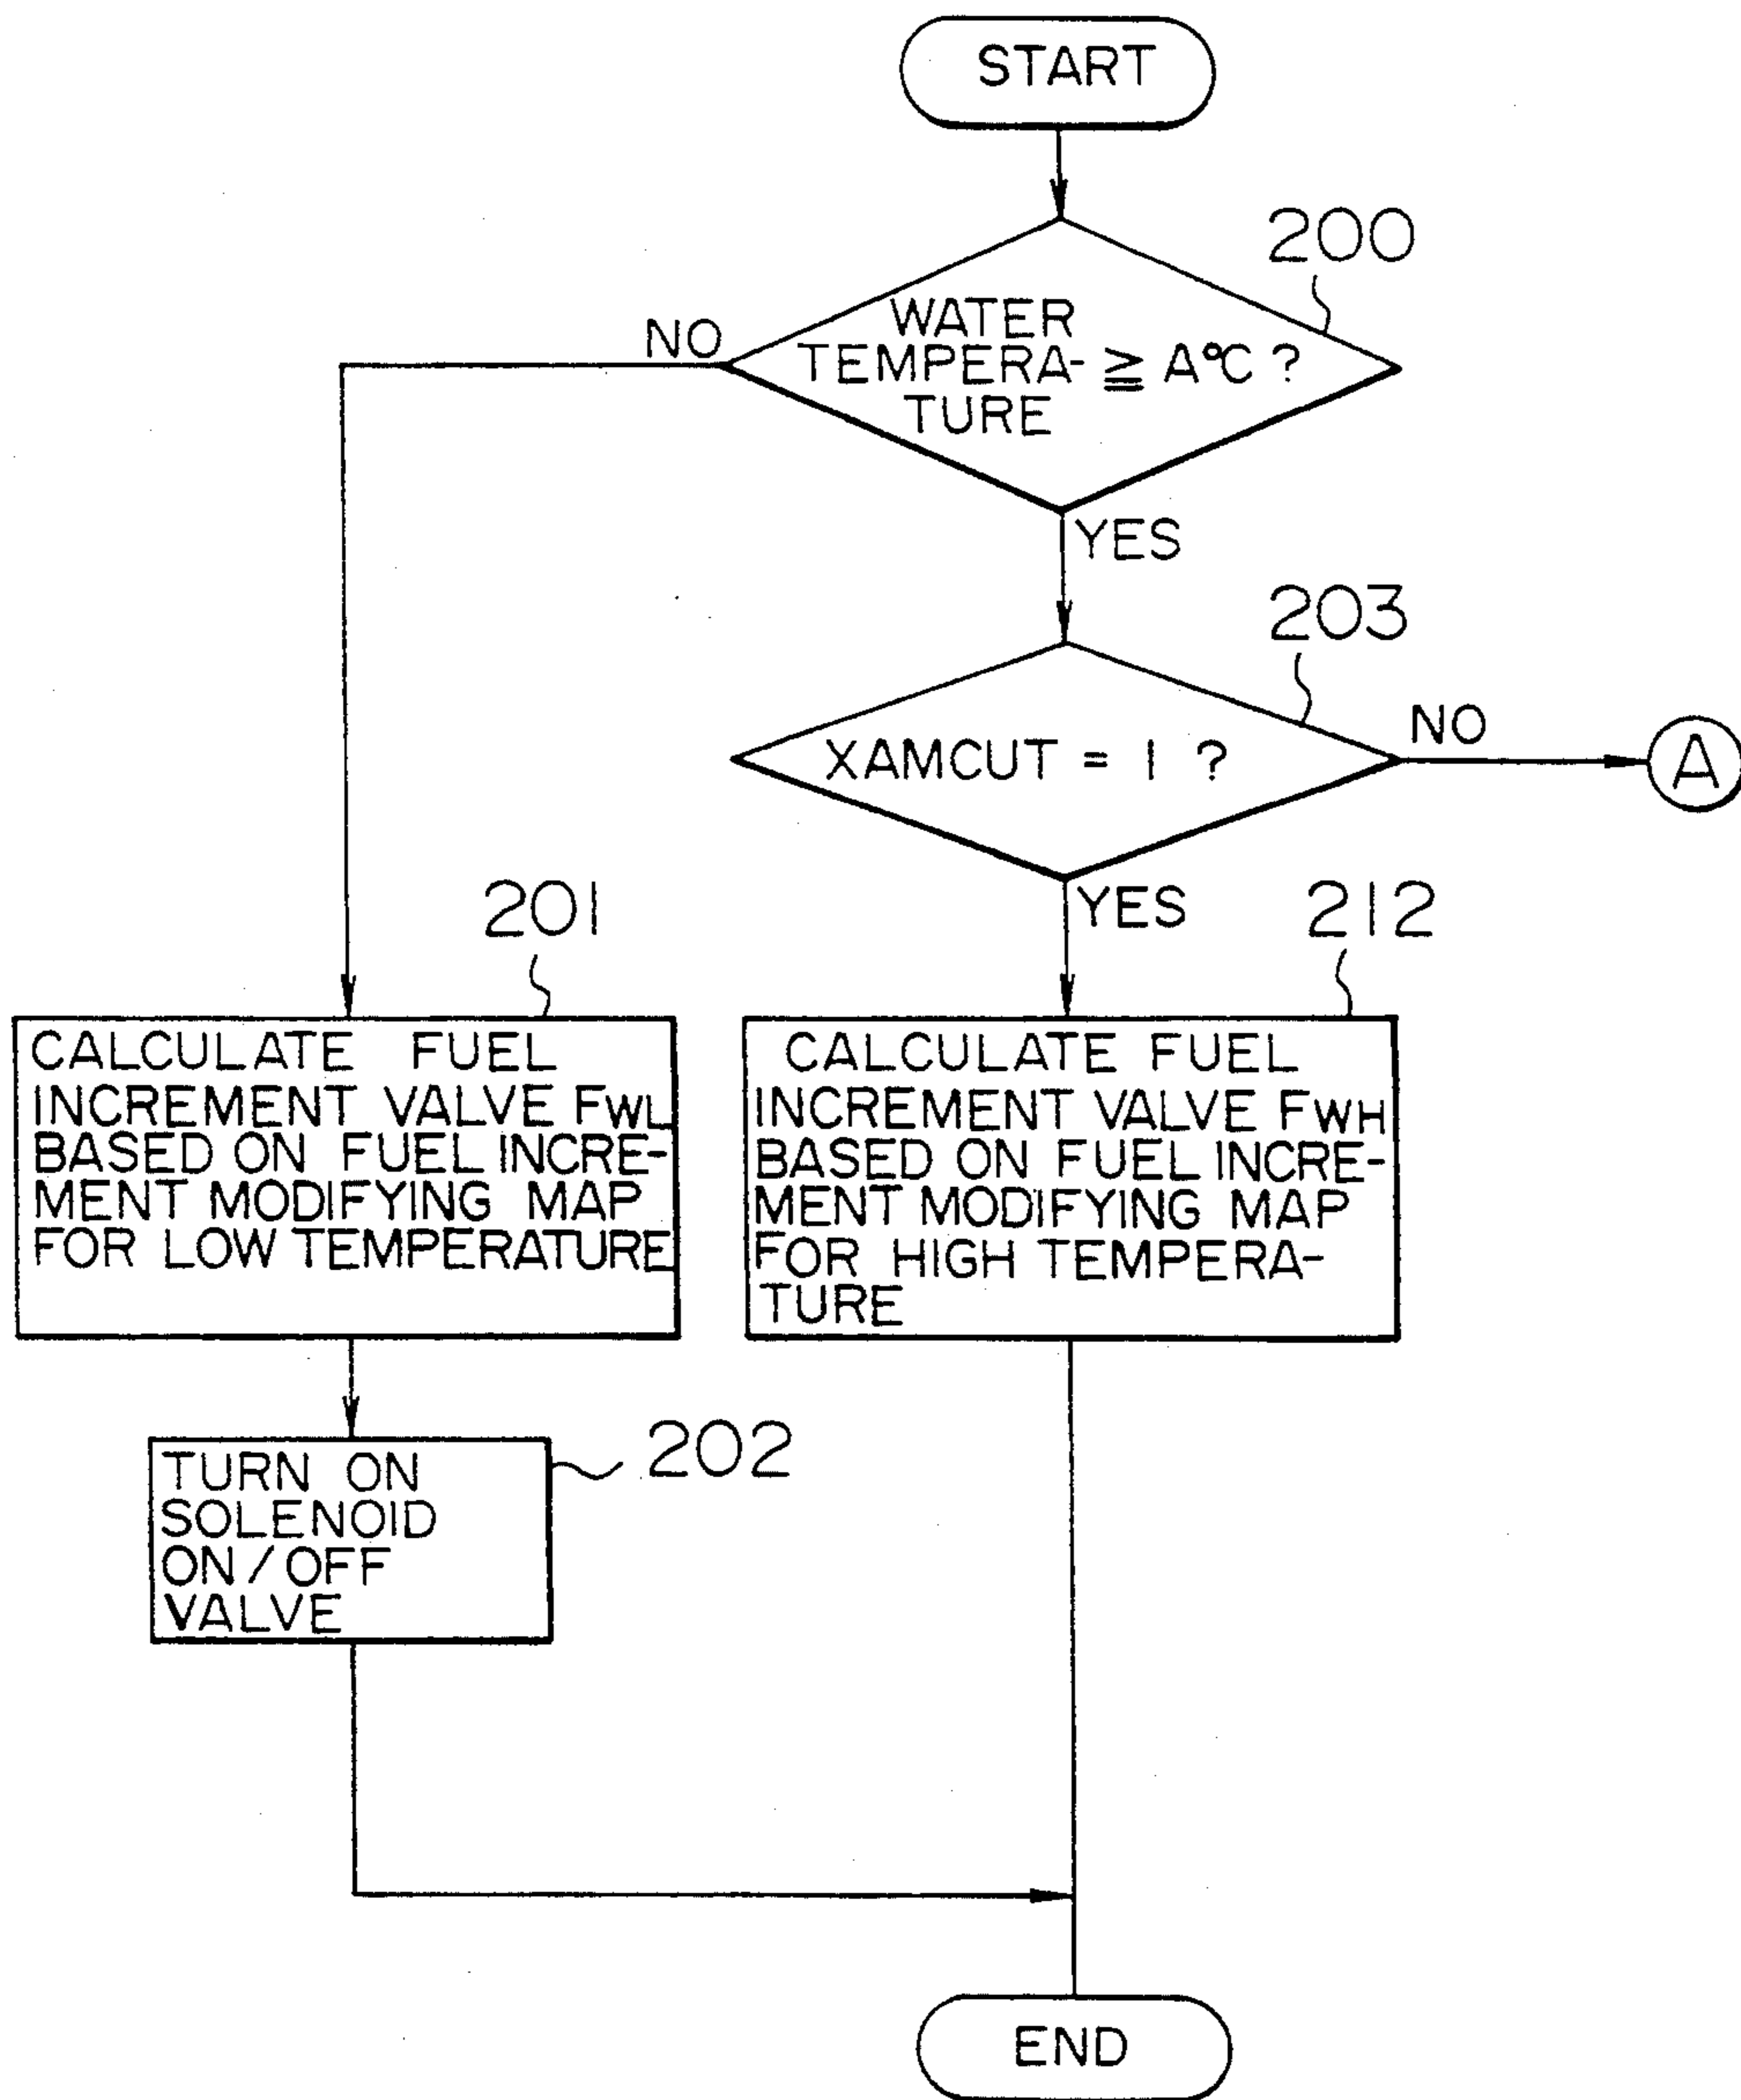 START
200
WATER
TEMPERA- ≧ A°C ?
TURE
NO
YES
203
XAMCUT = 1 ?
NO
A
YES
201
212
CALCULATE FUEL
INCREMENT VALVE FWL
BASED ON FUEL INCRE-
MENT MODIFYING MAP
FOR LOW TEMPERATURE
CALCULATE FUEL
INCREMENT VALVE FWH
BASED ON FUEL INCRE-
MENT MODIFYING MAP
FOR HIGH TEMPERA-
TURE
202
TURN ON
SOLENOID
ON/OFF
VALVE
END